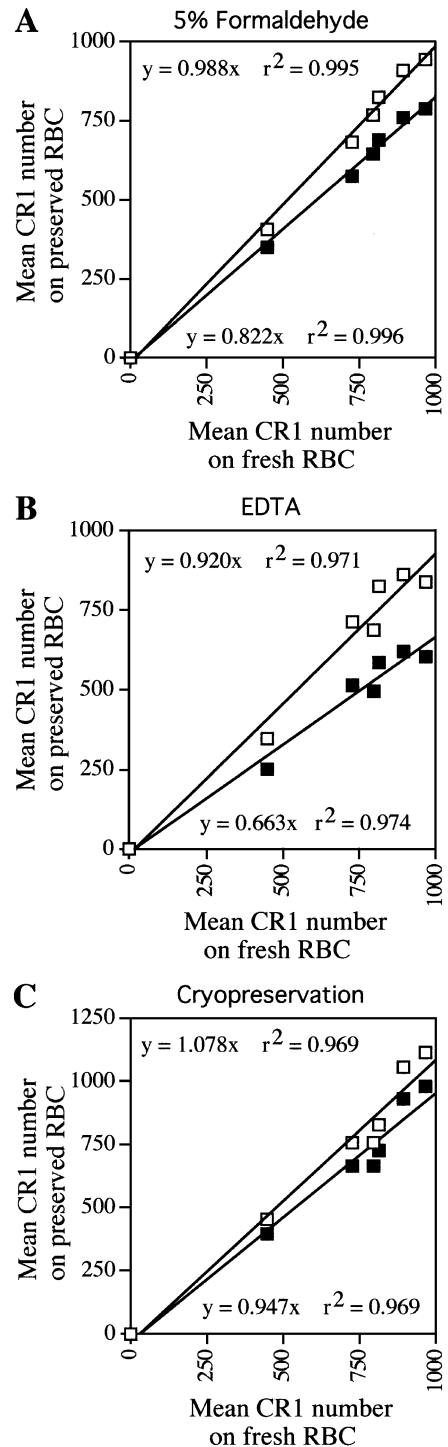 A
5% Formaldehyde
y = 0.988x r² = 0.995
1000
750
500
250
0
Mean CR1 number
on preserved RBC
y = 0.822x r² = 0.996
0
250
500
750
1000
Mean CR1 number
on fresh RBC
B
EDTA
y = 0.920x r² = 0.971
1000
750
500
250
0
Mean CR1 number
on preserved RBC
y = 0.663x r² = 0.974
0
250
500
750
1000
Mean CR1 number
on fresh RBC
C
Cryopreservation
y = 1.078x r² = 0.969
1250
1000
750
500
250
0
Mean CR1 number
on preserved RBC
y = 0.947x r² = 0.969
0
250
500
750
1000
Mean CR1 number
on fresh RBC